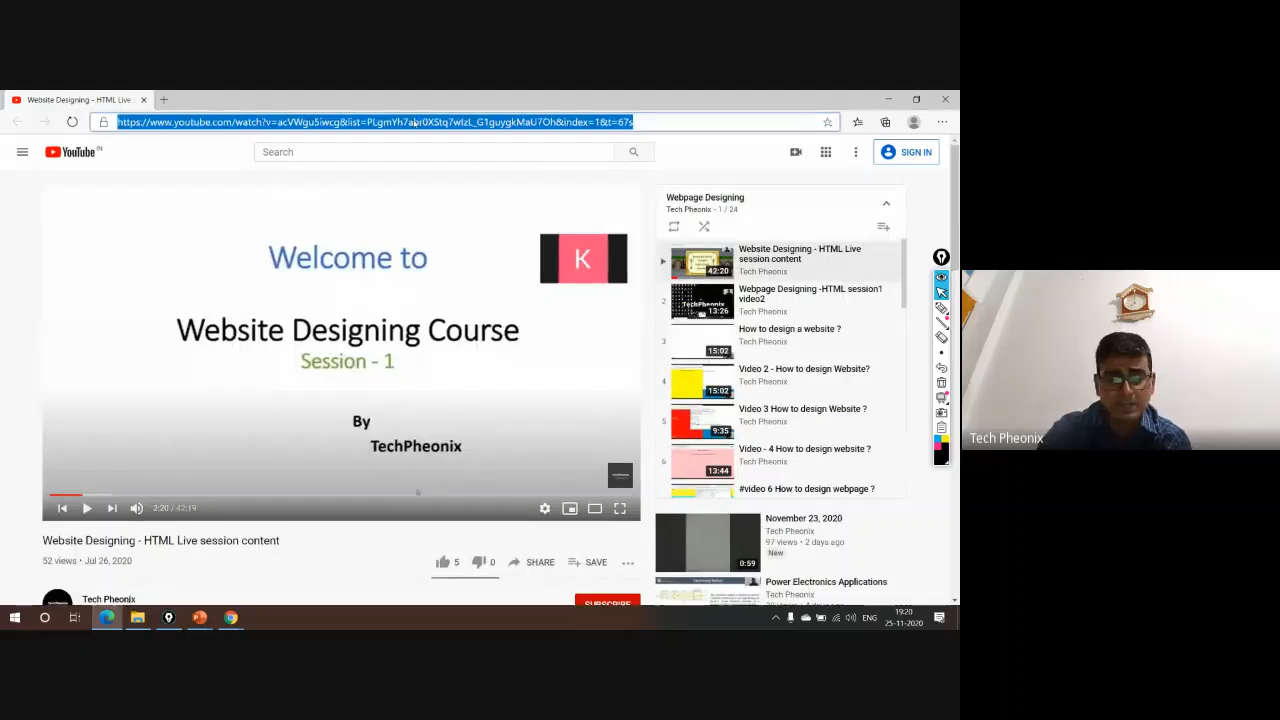 Website Designing - HTML Live
https://www.youtube.com/watch?v=acVWgu5iwcg&list=PLgmYh7abr0XStq7wIzL_G1guygkMaU7Oh&index=1&t=67s
YouTube IN
Search
SIGN IN
Welcome to
K
Website Designing Course
Session - 1
By
TechPheonix
2:20 / 42:19
Website Designing - HTML Live session content
52 views • Jul 26, 2020
5
0
SHARE
SAVE
Tech Pheonix
SUBSCRIBE
Webpage Designing
Tech Pheonix - 1 / 24
42:20
Website Designing - HTML Live
session content
Tech Pheonix
2
TechPheonix
13:26
Webpage Designing -HTML session1
video2
Tech Pheonix
3
15:02
How to design a website ?
Tech Pheonix
4
15:02
Video 2 - How to design Website?
Tech Pheonix
5
9:35
Video 3 How to design Website ?
Tech Pheonix
6
13:44
Video - 4 How to design website ?
Tech Pheonix
#video 6 How to design webpage ?
0:59
November 23, 2020
Tech Pheonix
97 views • 2 days ago
New
Power Electronics Applications
Tech Pheonix
ENG
19:20
25-11-2020
Tech Pheonix